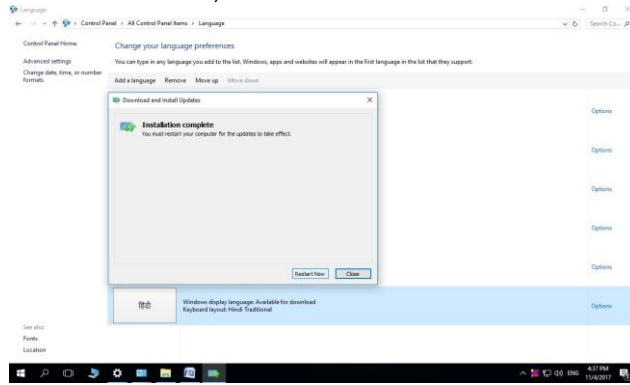 Language
Control Panel > All Control Panel Items > Language
Search Co...
Control Panel Home
Advanced settings
Change date, time, or number
formats
Change your language preferences
You can type in any language you add to the list. Windows, apps and websites will appear in the first language in the list that they support.
Add a language Remove Move up Move down
Download and Install Updates
Installation complete
You must restart your computer for the updates to take effect.
Restart Now Close
Options
Options
Options
Options
Options
हिंदी
Windows display language: Available for download
Keyboard layout: Hindi Traditional
Options
See also
Fonts
Location
ENG
4:37 PM
11/4/2017